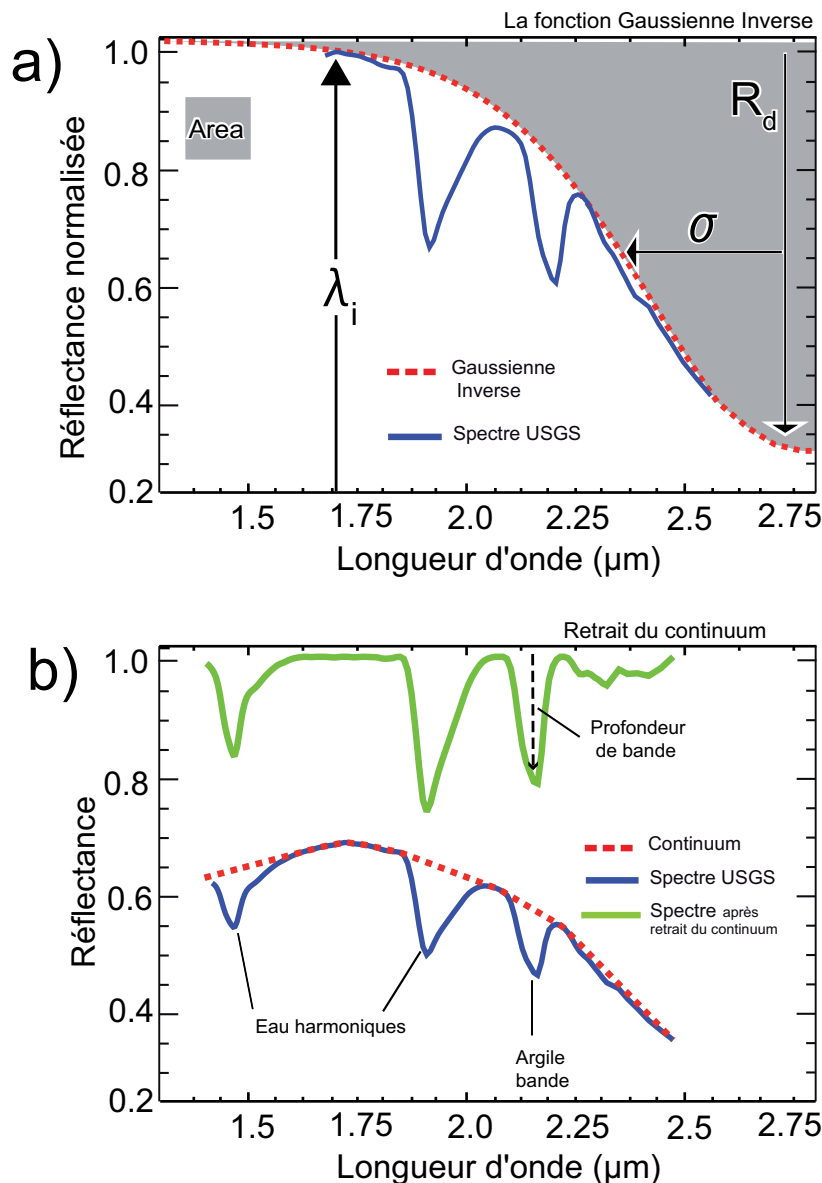 La fonction Gaussienne Inverse
a)
1.0
0.8
0.6
0.4
0.2
Réflectance normalisée
Area
R_d
σ
λ_i
Gaussienne
Inverse
Spectre USGS
1.5
1.75
2.0
2.25
2.5
2.75
Longueur d'onde (µm)
Retrait du continuum
b)
1.0
0.8
0.6
0.4
0.2
Réflectance
Profondeur
de bande
Continuum
Spectre USGS
Spectre après
retrait du continuum
Eau harmoniques
Argile
bande
1.5
1.75
2.0
2.25
2.5
2.75
Longueur d'onde (µm)